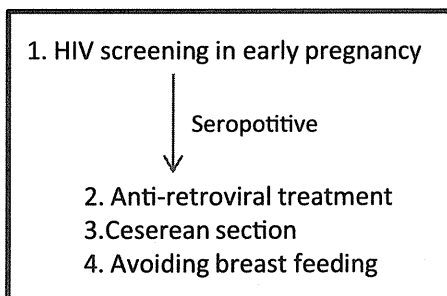 1. HIV screening in early pregnancy
Seropotitive
2. Anti-retroviral treatment
3.Ceserean section
4. Avoiding breast feeding